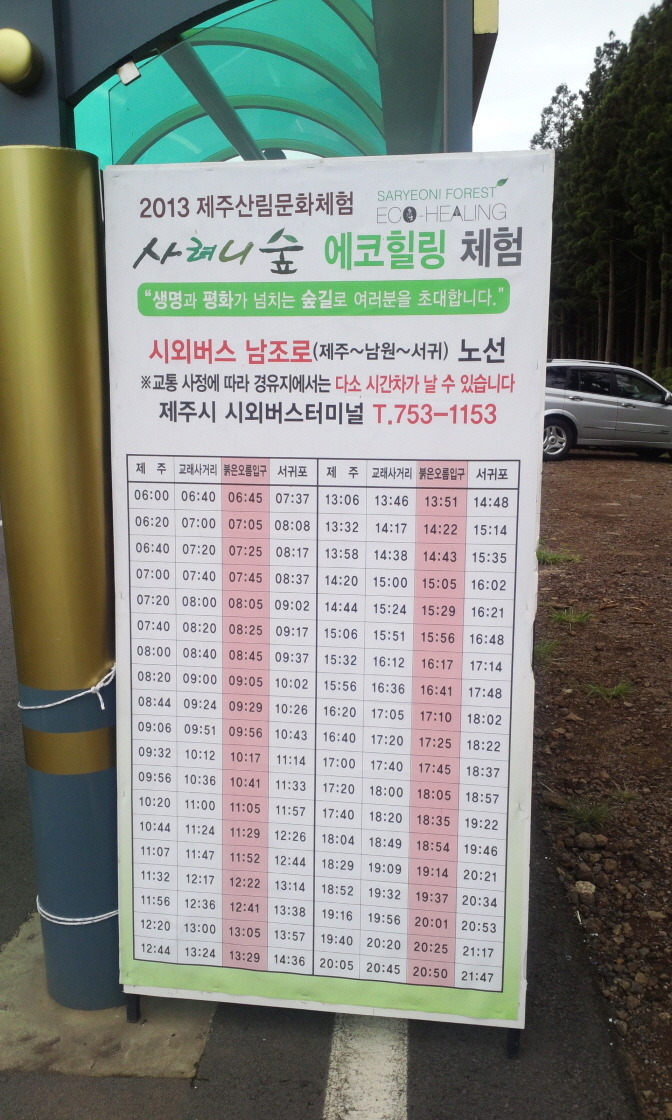 2013 제주산림문화체험
SARYEONI FOREST
ECO-HEALING
사려니숲 에코힐링 체험
“생명과 평화가 넘치는 숲길로 여러분을 초대합니다.”
시외버스 남조로(제주~남원~서귀) 노선
※교통 사정에 따라 경유지에서는 다소 시간차가 날 수 있습니다
제주시 시외버스터미널 T.753-1153
제 주 교래사거리 붉은오름입구 서귀포 제 주 교래사거리 붉은오름입구 서귀포
06:00 06:40 06:45 07:37 13:06 13:46 13:51 14:48
06:20 07:00 07:05 08:08 13:32 14:17 14:22 15:14
06:40 07:20 07:25 08:17 13:58 14:38 14:43 15:35
07:00 07:40 07:45 08:37 14:20 15:00 15:05 16:02
07:20 08:00 08:05 09:02 14:44 15:24 15:29 16:21
07:40 08:20 08:25 09:17 15:06 15:51 15:56 16:48
08:00 08:40 08:45 09:37 15:32 16:12 16:17 17:14
08:20 09:00 09:05 10:02 15:56 16:36 16:41 17:48
08:44 09:24 09:29 10:26 16:20 17:05 17:10 18:02
09:06 09:51 09:56 10:43 16:40 17:20 17:25 18:22
09:32 10:12 10:17 11:14 17:00 17:40 17:45 18:37
09:56 10:36 10:41 11:33 17:20 18:00 18:05 18:57
10:20 11:00 11:05 11:57 17:40 18:20 18:35 19:22
10:44 11:24 11:29 12:26 18:04 18:49 18:54 19:46
11:07 11:47 11:52 12:44 18:29 19:09 19:14 20:21
11:32 12:17 12:22 13:14 18:52 19:32 19:37 20:34
11:56 12:36 12:41 13:38 19:16 19:56 20:01 20:53
12:20 13:00 13:05 13:57 19:40 20:20 20:25 21:17
12:44 13:24 13:29 14:36 20:05 20:45 20:50 21:47